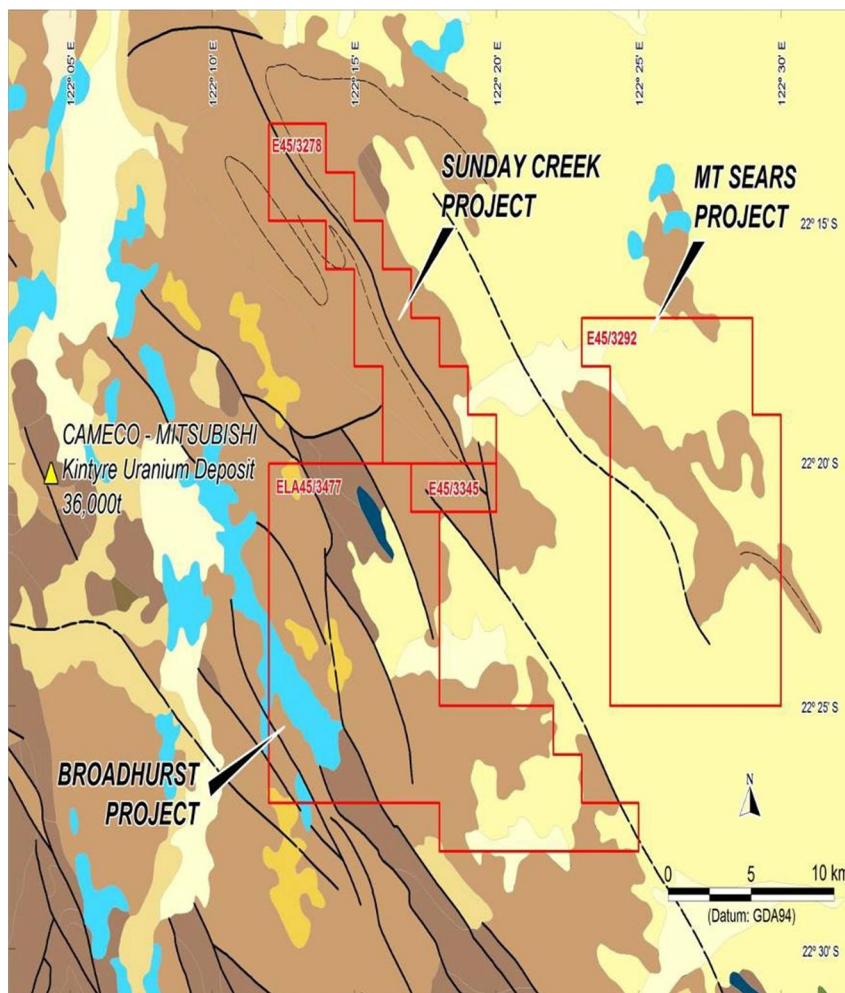 122° 05' E
122° 10' E
122° 15' E
122° 20' E
122° 25' E
122° 30' E
E45/3278
SUNDAY CREEK
PROJECT
MT SEARS
PROJECT
22° 15' S
E45/3292
CAMECO - MITSUBISHI
Kintyre Uranium Deposit
36,000t
22° 20' S
ELA45/3477
E45/3345
22° 25' S
BROADHURST
PROJECT
N
0 5 10 km
(Datum: GDA94)
22° 30' S